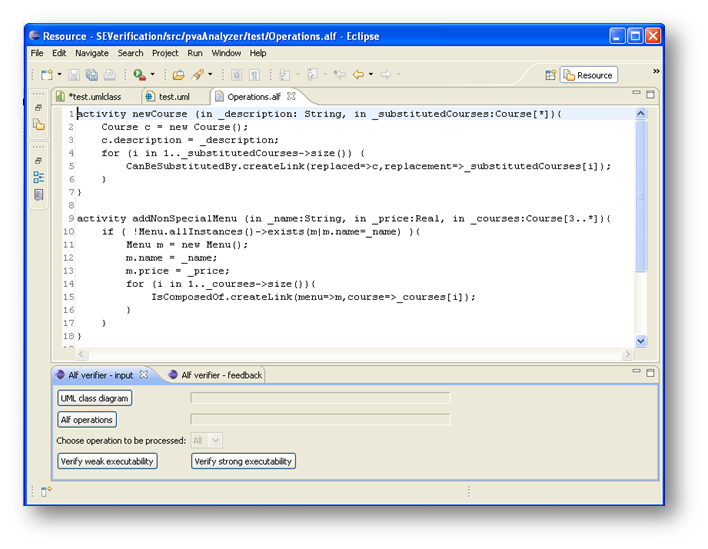 Resource - SEVerification/src/pvaAnalyzer/test/Operations.alf - Eclipse
File Edit Navigate Search Project Run Window Help
Resource »
*test.umlclass test.uml Operations.alf
1 activity newCourse (in _description: String, in _substitutedCourses:Course[*]){
2 Course c = new Course();
3 c.description = _description;
4 for (i in 1.._substitutedCourses->size()) {
5 CanBeSubstitutedBy.createLink(replaced=>c,replacement=>_substitutedCourses[i]);
6 }
7 }
8
9 activity addNonSpecialMenu (in _name:String, in _price:Real, in _courses:Course[3..*]){
10 if ( !Menu.allInstances()->exists(m|m.name=_name) ){
11 Menu m = new Menu();
12 m.name = _name;
13 m.price = _price;
14 for (i in 1.._courses->size()){
15 IsComposedOf.createLink(menu=>m,course=>_courses[i]);
16 }
17 }
18 }
Alf verifier - input Alf verifier - feedback
UML class diagram
Alf operations
Choose operation to be processed: All
Verify weak executability Verify strong executability